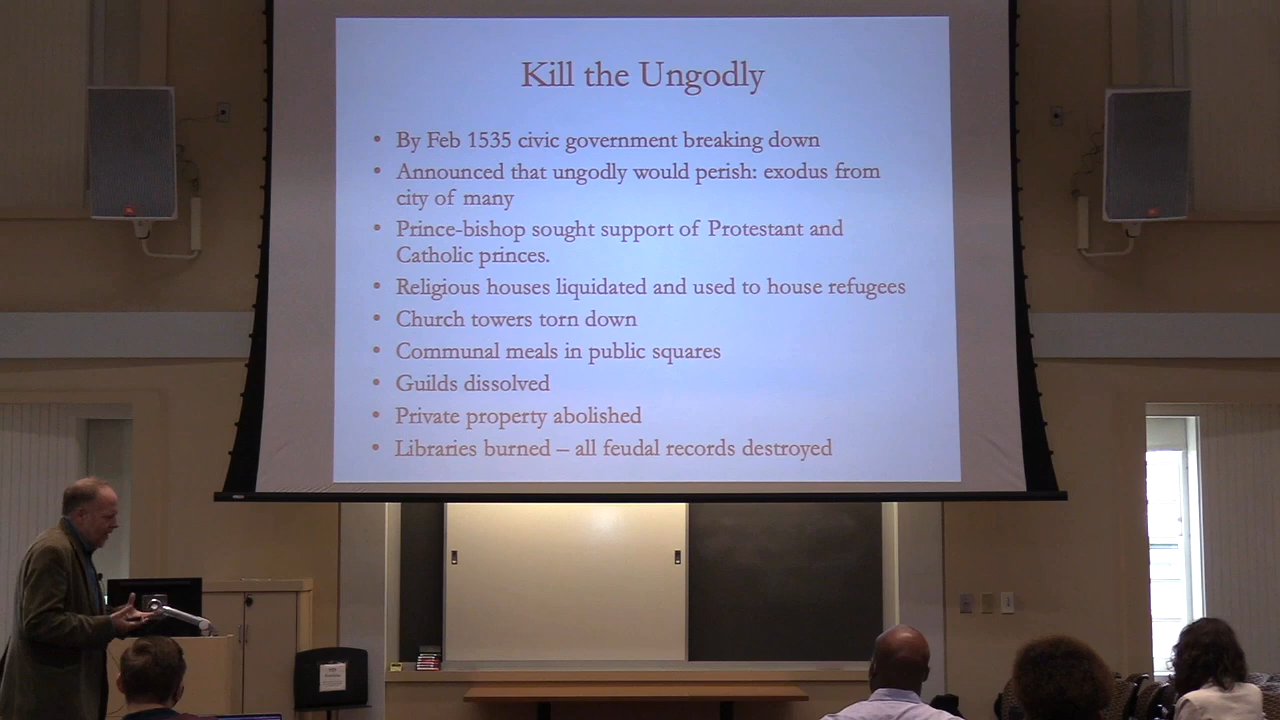 Kill the Ungodly
• By Feb 1535 civic government breaking down
• Announced that ungodly would perish: exodus from
city of many
• Prince-bishop sought support of Protestant and
Catholic princes.
• Religious houses liquidated and used to house refugees
• Church towers torn down
• Communal meals in public squares
• Guilds dissolved
• Private property abolished
• Libraries burned – all feudal records destroyed